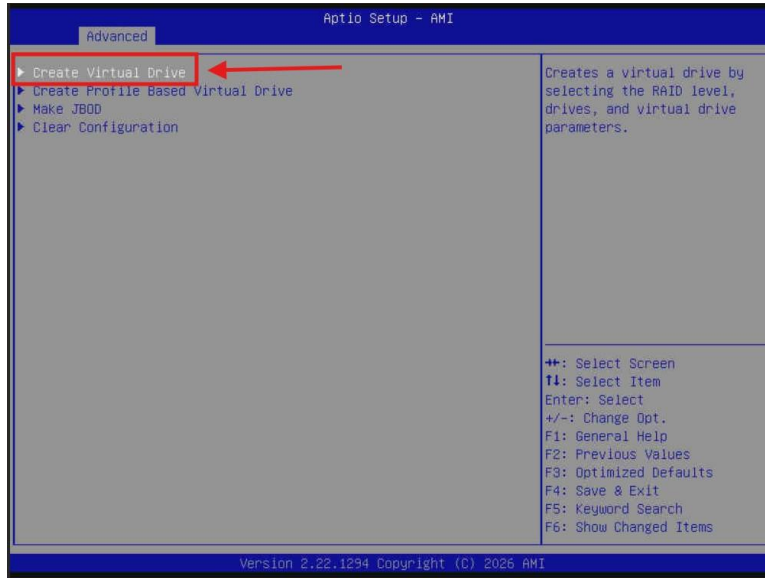 Aptio Setup - AMI
Advanced
▶ Create Virtual Drive
▶ Create Profile Based Virtual Drive
▶ Make JBOD
▶ Clear Configuration
Creates a virtual drive by
selecting the RAID level,
drives, and virtual drive
parameters.
→←: Select Screen
↑↓: Select Item
Enter: Select
+/-: Change Opt.
F1: General Help
F2: Previous Values
F3: Optimized Defaults
F4: Save & Exit
F5: Keyword Search
F6: Show Changed Items
Version 2.22.1294 Copyright (C) 2026 AMI